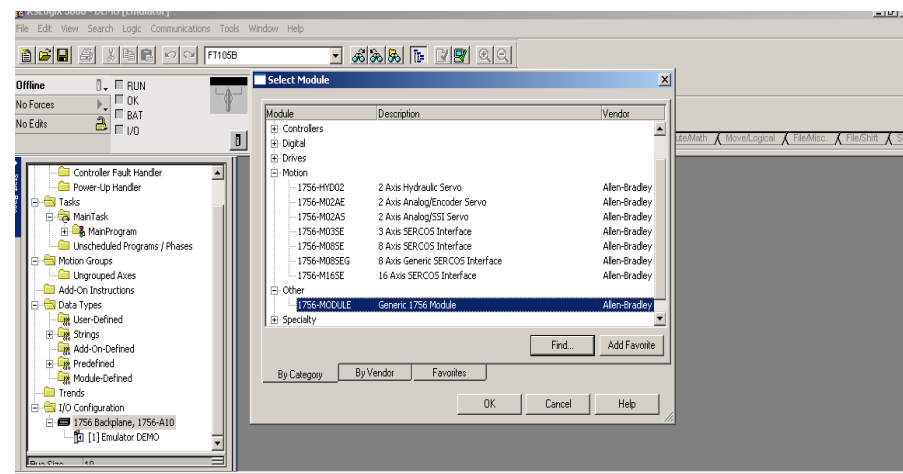 RSLogix 5000 - DEMO [Emulator]
File Edit View Search Logic Communications Tools Window Help
FT105B
Offline
RUN
No Forces
OK
BAT
No Edits
I/O
Select Module
Module Description Vendor
Controllers
Digital
Drives
Motion
1756-HYD02 2 Axis Hydraulic Servo Allen-Bradley
1756-M02AE 2 Axis Analog/Encoder Servo Allen-Bradley
1756-M02AS 2 Axis Analog/SSI Servo Allen-Bradley
1756-M03SE 3 Axis SERCOS Interface Allen-Bradley
1756-M08SE 8 Axis SERCOS Interface Allen-Bradley
1756-M08SEG 8 Axis Generic SERCOS Interface Allen-Bradley
1756-M16SE 16 Axis SERCOS Interface Allen-Bradley
Other
1756-MODULE Generic 1756 Module Allen-Bradley
Specialty
Find... Add Favorite
By Category By Vendor Favorites
OK Cancel Help
ute/Math Move/Logical File/Misc. File/Shift S
Controller Fault Handler
Power-Up Handler
Tasks
MainTask
MainProgram
Unscheduled Programs / Phases
Motion Groups
Ungrouped Axes
Add-On Instructions
Data Types
User-Defined
Strings
Add-On-Defined
Predefined
Module-Defined
Trends
I/O Configuration
1756 Backplane, 1756-A10
[1] Emulator DEMO